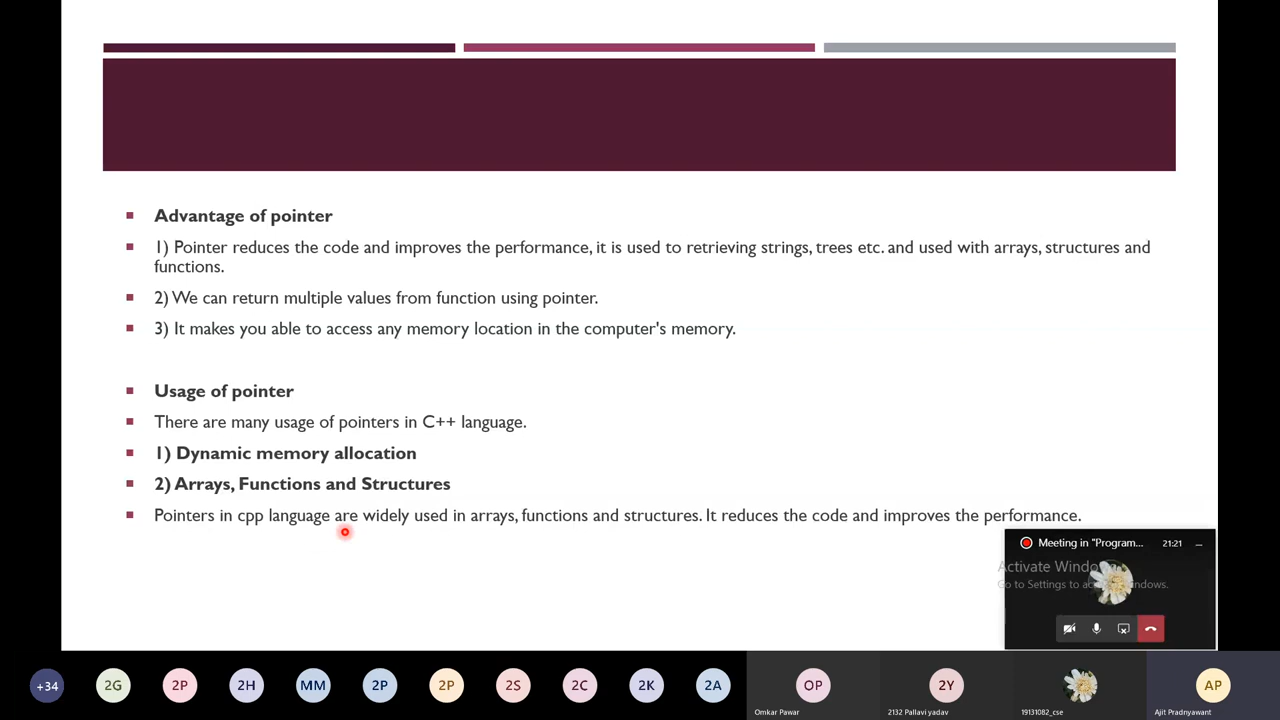 Advantage of pointer
1) Pointer reduces the code and improves the performance, it is used to retrieving strings, trees etc. and used with arrays, structures and
functions.
2) We can return multiple values from function using pointer.
3) It makes you able to access any memory location in the computer's memory.
Usage of pointer
There are many usage of pointers in C++ language.
1) Dynamic memory allocation
2) Arrays, Functions and Structures
Pointers in cpp language are widely used in arrays, functions and structures. It reduces the code and improves the performance.
Meeting in "Program... 21:21
Activate Windows
Go to Settings to activate Windows.
+34 2G 2P 2H MM 2P 2P 2S 2C 2K 2A OP 2Y AP
Omkar Pawar 2132 Pallavi yadav 19131082_cse Ajit Pradnyawant